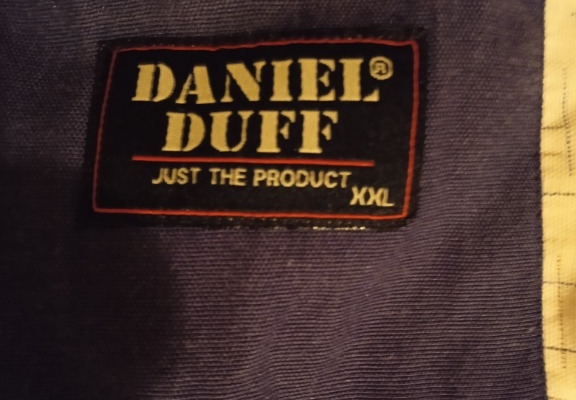 DANIEL®
DUFF
JUST THE PRODUCT
XXL